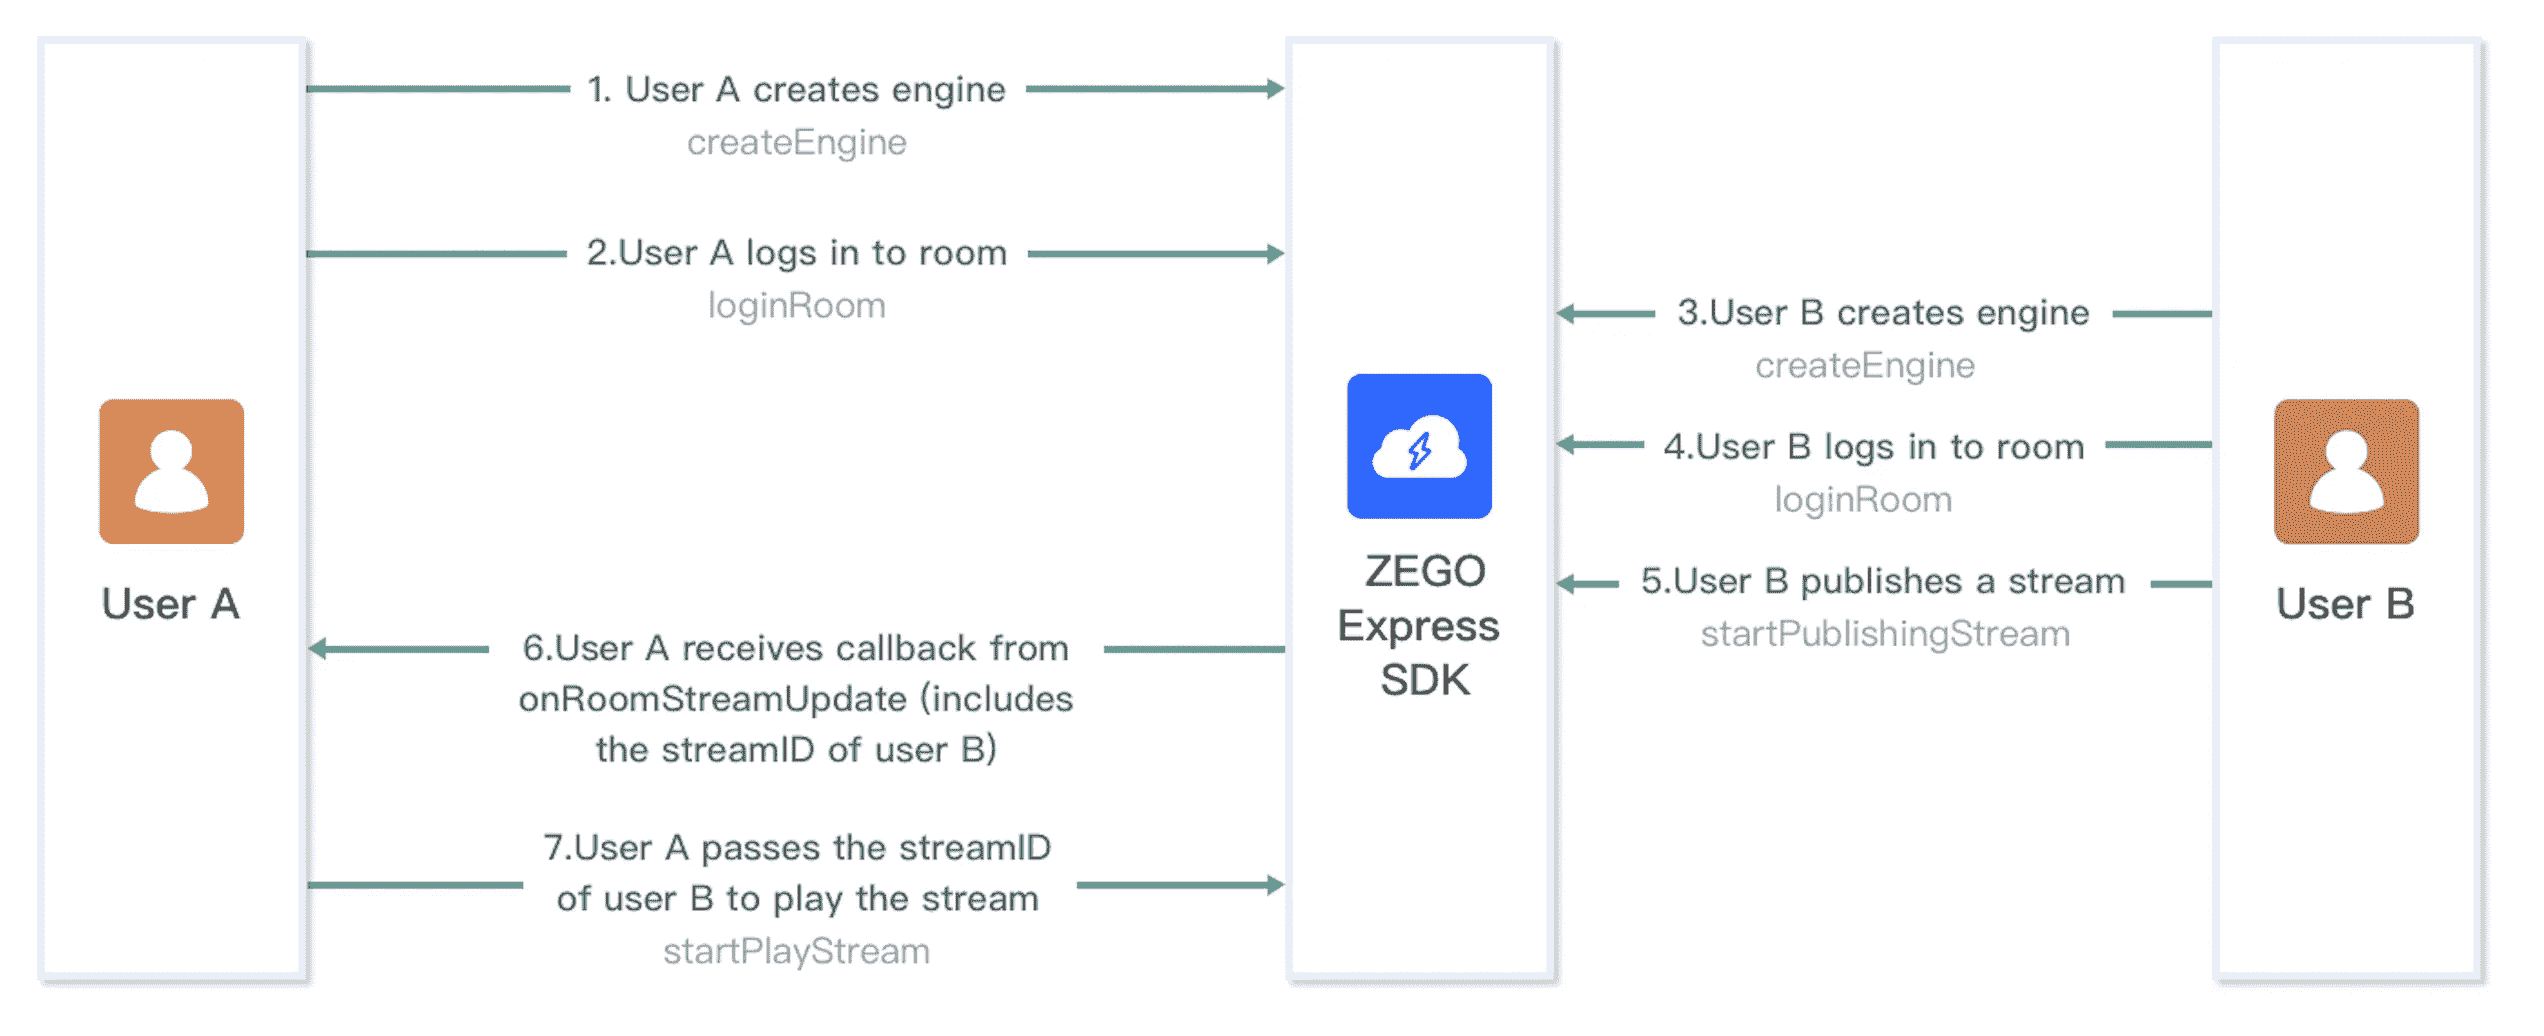 1. User A creates engine
createEngine
2.User A logs in to room
loginRoom
3.User B creates engine
createEngine
4.User B logs in to room
loginRoom
5.User B publishes a stream
startPublishingStream
User A
ZEGO
Express
SDK
User B
6.User A receives callback from
onRoomStreamUpdate (includes
the streamID of user B)
7.User A passes the streamID
of user B to play the stream
startPlayStream